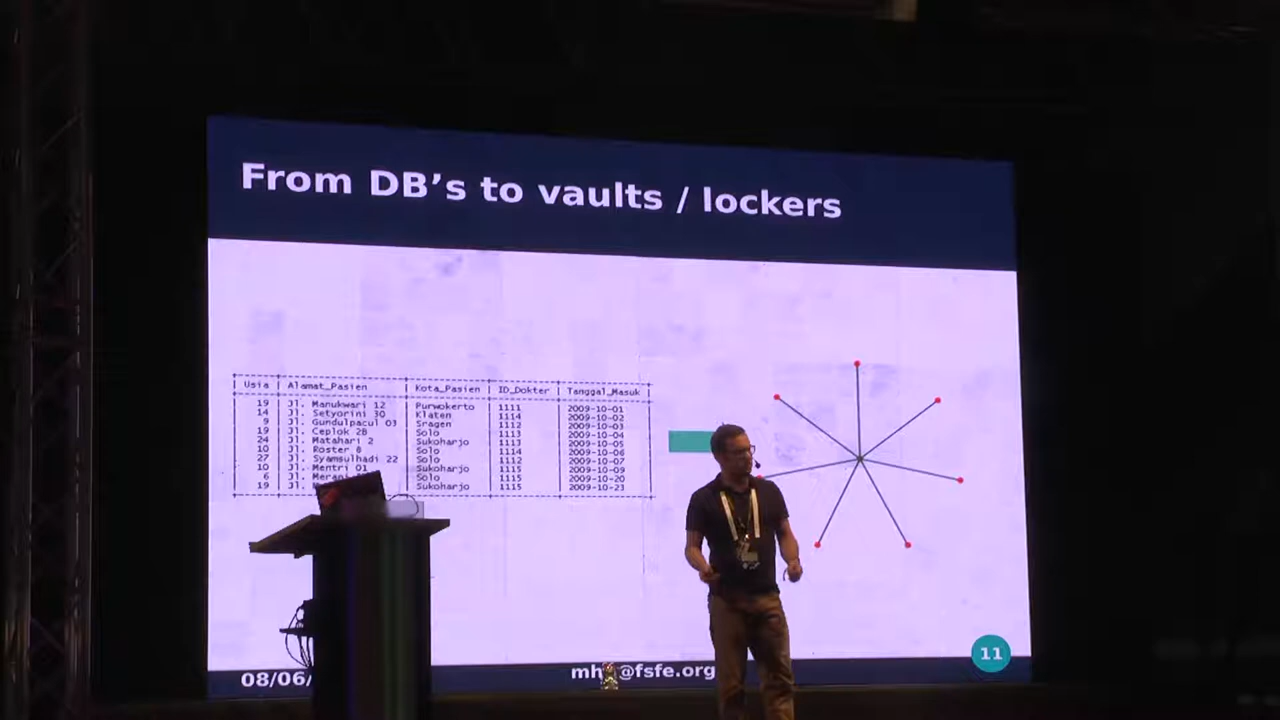 From DB’s to vaults / lockers
Usia | Alamat_Pasien | Kota_Pasien | ID_Dokter | Tanggal_Masuk
19 | Jl. Manukwari 12 | Purwokerto | 1111 | 2009-10-01
14 | Jl. Setyorini 30 | Klaten | 1114 | 2009-10-02
9 | Jl. Gundulpacul 03 | Sragen | 1112 | 2009-10-03
19 | Jl. Ceplok 2B | Solo | 1113 | 2009-10-04
24 | Jl. Matahari 2 | Sukoharjo | 1113 | 2009-10-05
10 | Jl. Roster 8 | Solo | 1114 | 2009-10-06
27 | Jl. Syamsulhadi 22 | Solo | 1112 | 2009-10-07
10 | Jl. Mentri 01 | Sukoharjo | 1115 | 2009-10-09
6 | Jl. | Solo | 1115 | 2009-10-20
19 | Jl. | Sukoharjo | 1115 | 2009-10-23
08/06/
@fsfe.org
11